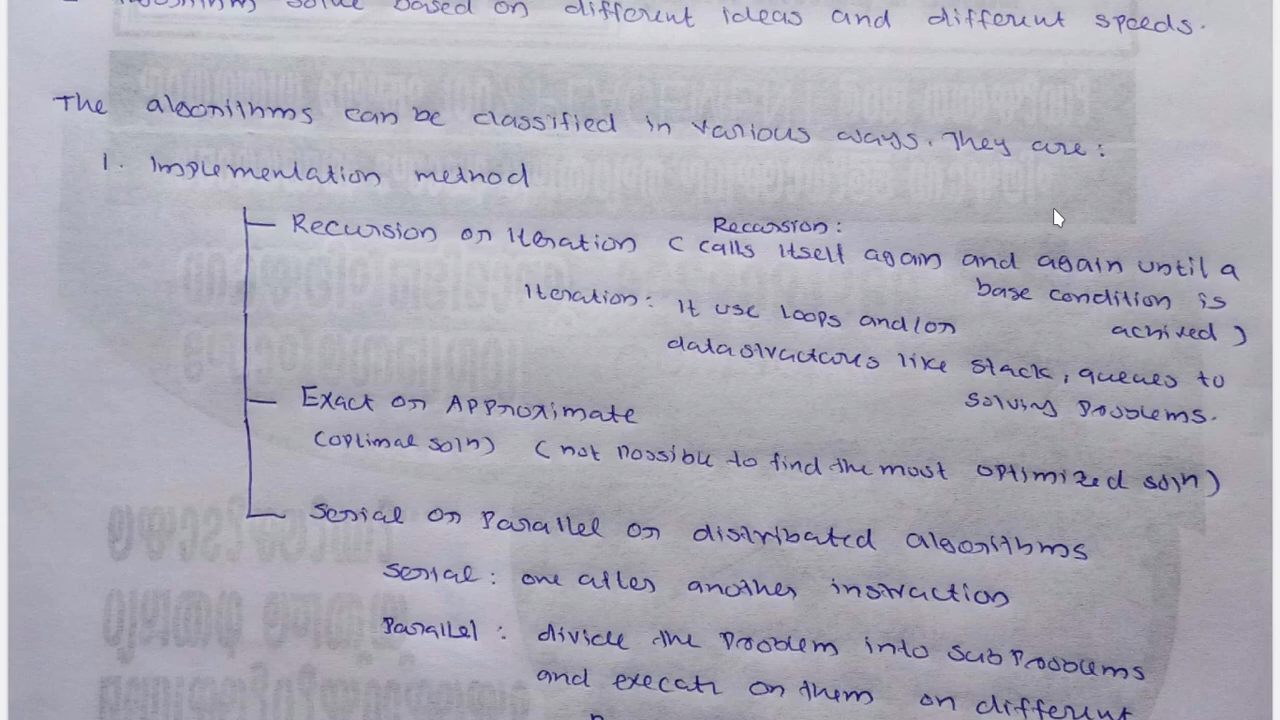 solve based on different ideas and different speeds.
The algorithms can be classified in various ways. They are:
1. Implementation method
Recursion or Iteration ( Recursion: calls itself again and again until a
base condition is
achived )
Iteration: It use loops and/or
datastructours like stack, queues to
solving problems.
Exact or Approximate
(optimal soln) ( not possible to find the most optimized soln)
Serial or Parallel or distributed algorithms
Serial: one after another instruction
Parallel: divide the problem into subproblems
and execute on them on different